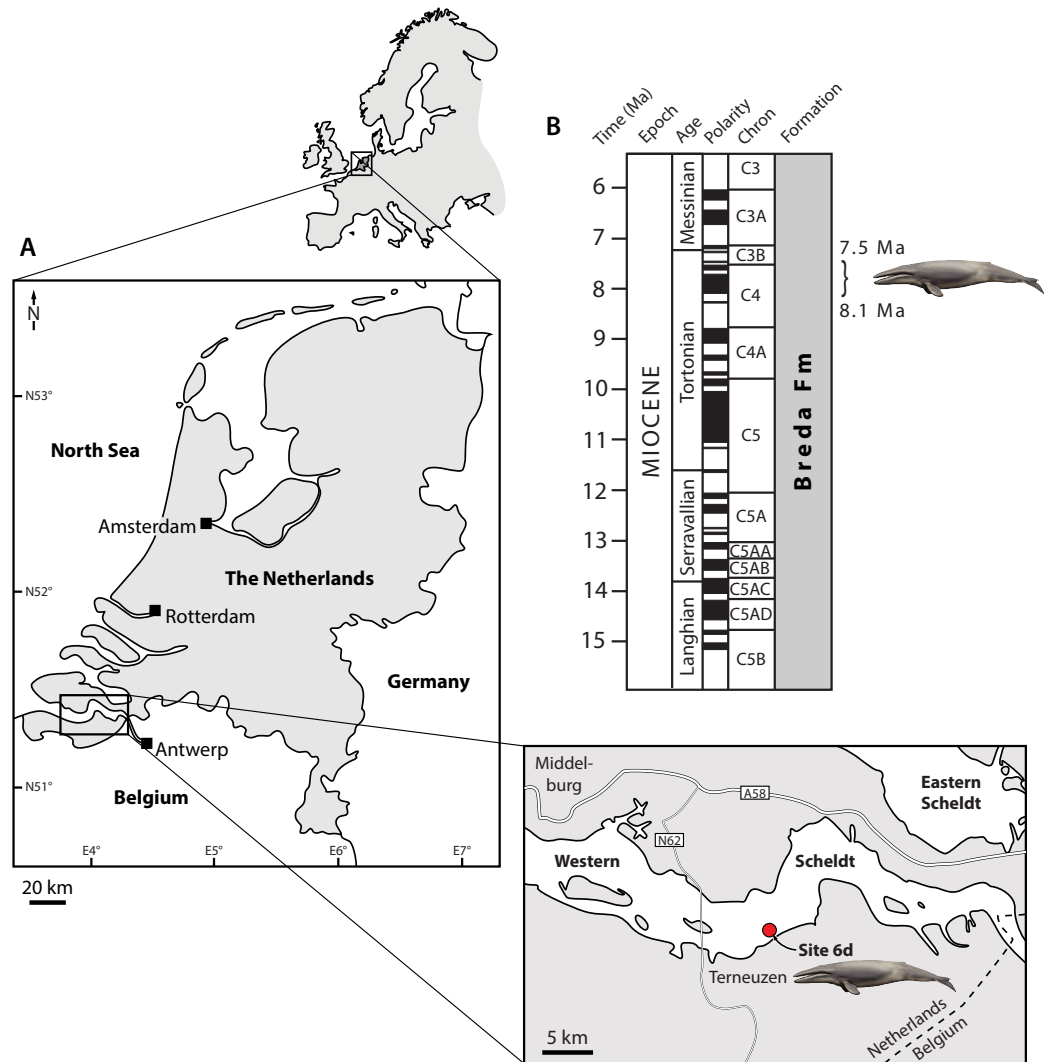 A
N
N53°
N52°
N51°
North Sea
Amsterdam
The Netherlands
Rotterdam
Germany
Antwerp
Belgium
E4°
E5°
E6°
E7°
20 km
B
Time (Ma)
Epoch
Age
Polarity
Chron
Formation
6
7
8
9
10
11
12
13
14
15
MIOCENE
Messinian
Tortonian
Serravallian
Langhian
C3
C3A
C3B
C4
C4A
C5
C5A
C5AA
C5AB
C5AC
C5AD
C5B
Breda Fm
7.5 Ma
8.1 Ma
Middel-
burg
A58
Eastern
Scheldt
N62
Western
Scheldt
Site 6d
Terneuzen
Netherlands
Belgium
5 km